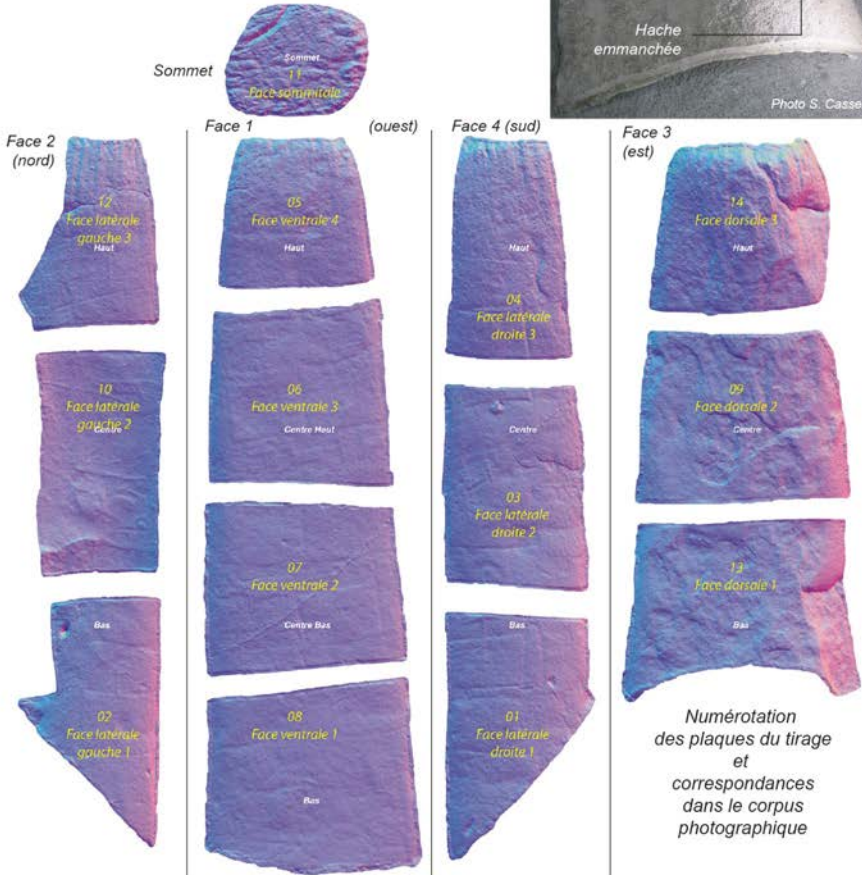 Hache
emmanchée
Photo S. Casse
Sommet
Sommet
11
Face sommitale
Face 2
(nord)
12
Face latérale
gauche 3
Haut
10
Face latérale
gauche 2
Centre
Bas
02
Face latérale
gauche 1
Face 1
(ouest)
05
Face ventrale 4
Haut
06
Face ventrale 3
Centre Haut
07
Face ventrale 2
Centre Bas
08
Face ventrale 1
Bas
Face 4 (sud)
Haut
04
Face latérale
droite 3
Centre
03
Face latérale
droite 2
Bas
01
Face latérale
droite 1
Face 3
(est)
14
Face dorsale 3
Haut
09
Face dorsale 2
Centre
13
Face dorsale 1
Bas
Numérotation
des plaques du tirage
et
correspondances
dans le corpus
photographique